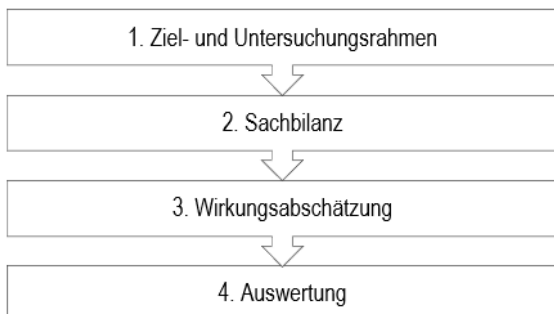 1. Ziel- und Untersuchungsrahmen
2. Sachbilanz
3. Wirkungsabschätzung
4. Auswertung